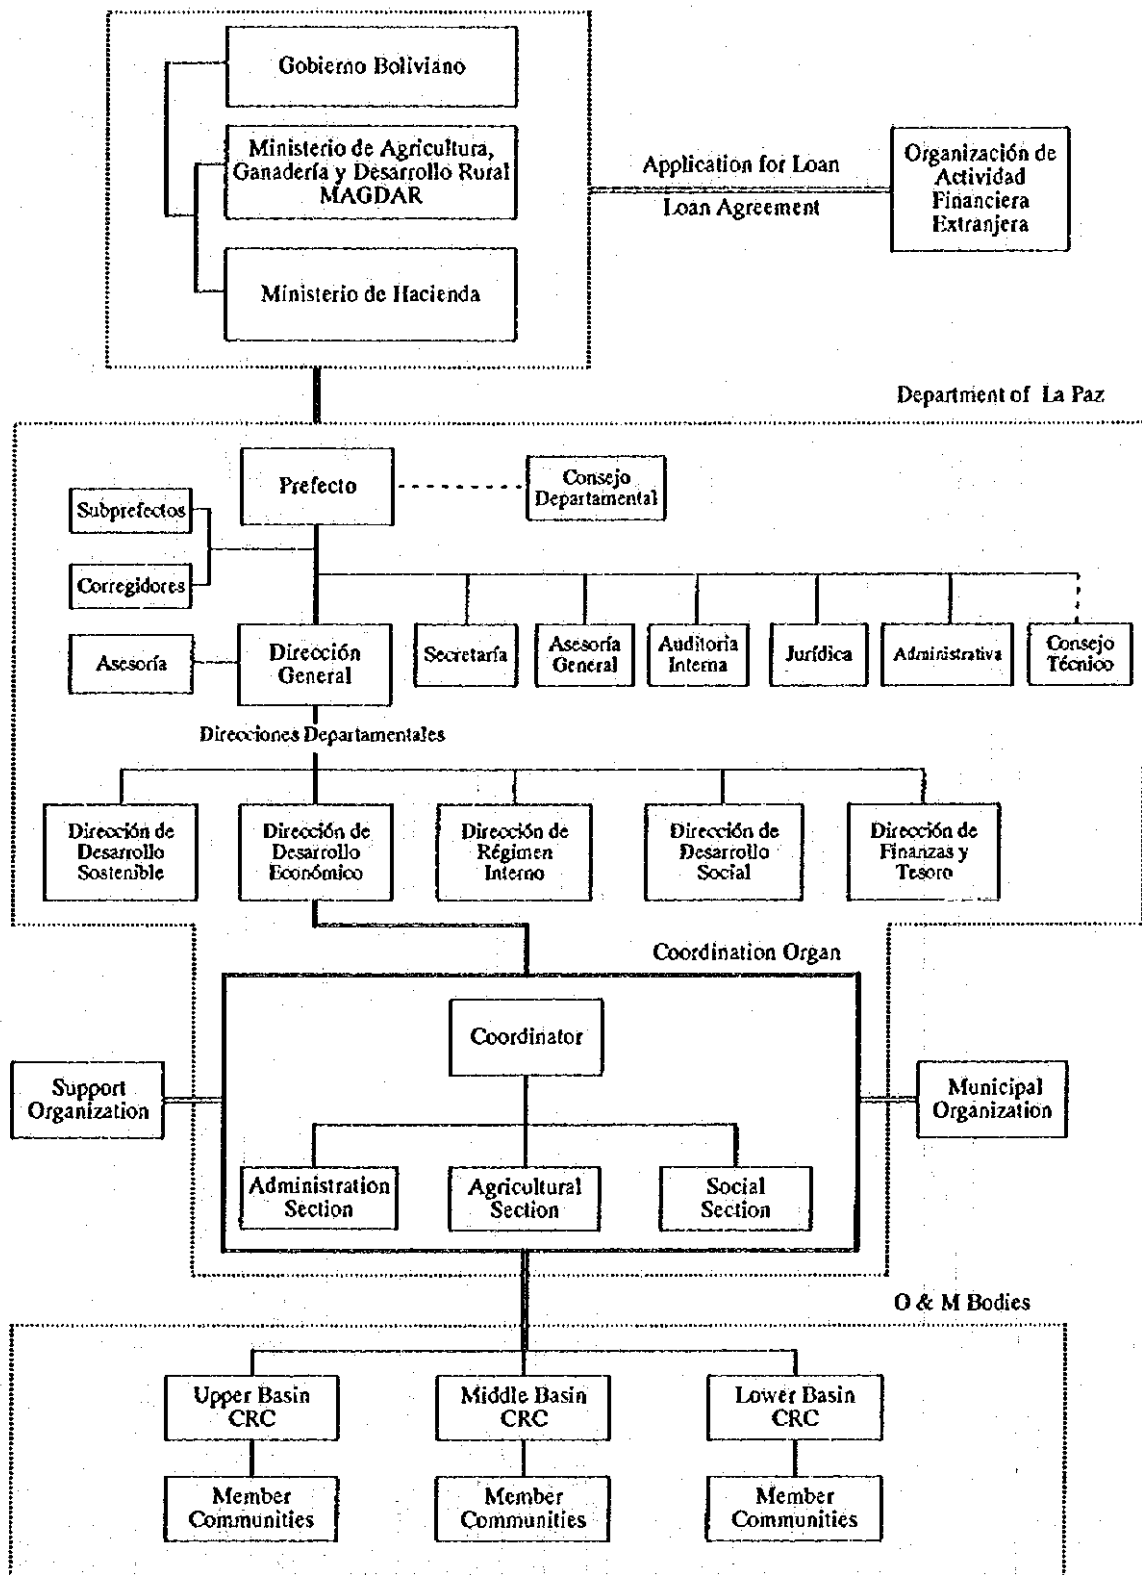 Gobierno Boliviano
Ministerio de Agricultura,
Ganadería y Desarrollo Rural
MAGDAR
Ministerio de Hacienda
Application for Loan
Loan Agreement
Organización de
Actividad
Financiera
Extranjera
Department of La Paz
Prefecto
Consejo
Departamental
Subprefectos
Corregidores
Asesoría
Dirección
General
Secretaría
Asesoría
General
Auditoría
Interna
Jurídica
Administrativa
Consejo
Técnico
Direcciones Departamentales
Dirección de
Desarrollo
Sostenible
Dirección de
Desarrollo
Económico
Dirección de
Régimen
Interno
Dirección de
Desarrollo
Social
Dirección de
Finanzas y
Tesoro
Coordination Organ
Coordinator
Support
Organization
Municipal
Organization
Administration
Section
Agricultural
Section
Social
Section
O & M Bodies
Upper Basin
CRC
Middle Basin
CRC
Lower Basin
CRC
Member
Communities
Member
Communities
Member
Communities